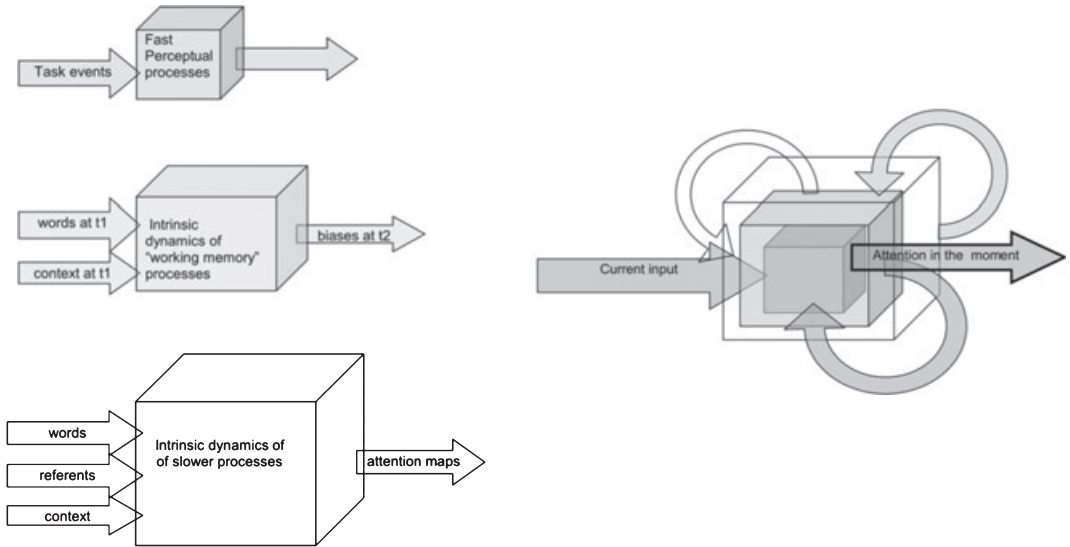 Fast
Perceptual
processes
Task events
words at t1
context at t1
Intrinsic
dynamics of
"working memory"
processes
biases at t2
words
referents
context
Intrinsic dynamics of
of slower processes
attention maps
Current input
Attention in the moment